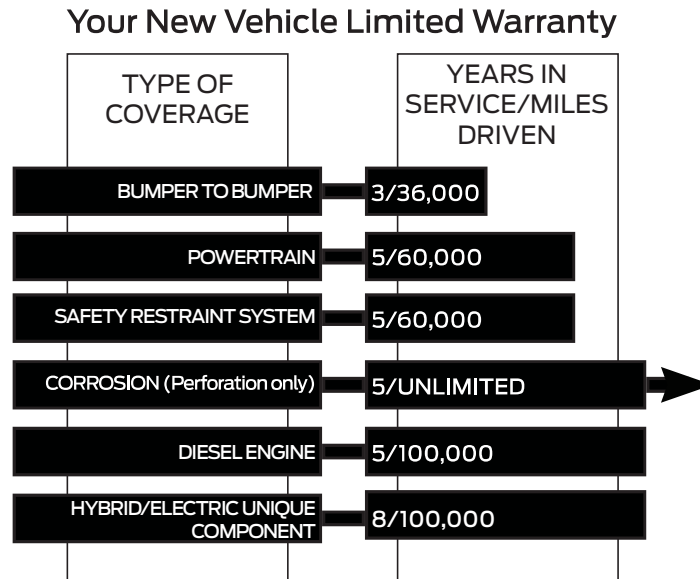 Your New Vehicle Limited Warranty
TYPE OF
COVERAGE
YEARS IN
SERVICE/MILES
DRIVEN
BUMPER TO BUMPER
3/36,000
POWERTRAIN
5/60,000
SAFETY RESTRAINT SYSTEM
5/60,000
CORROSION (Perforation only)
5/UNLIMITED
DIESEL ENGINE
5/100,000
HYBRID/ELECTRIC UNIQUE
COMPONENT
8/100,000